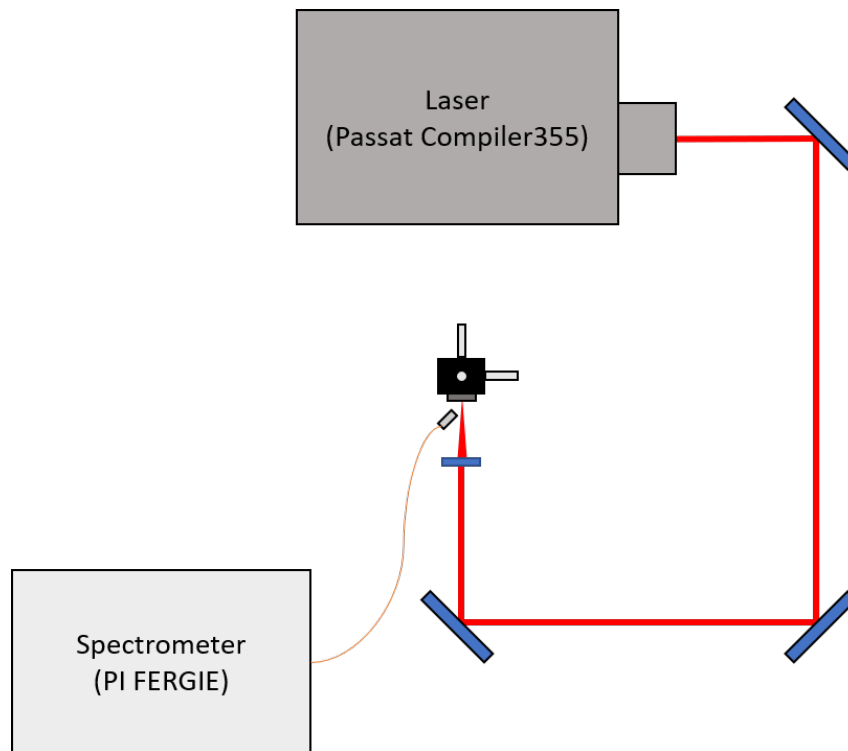 Laser
(Passat Compiler355)
Spectrometer
(PI FERGIE)